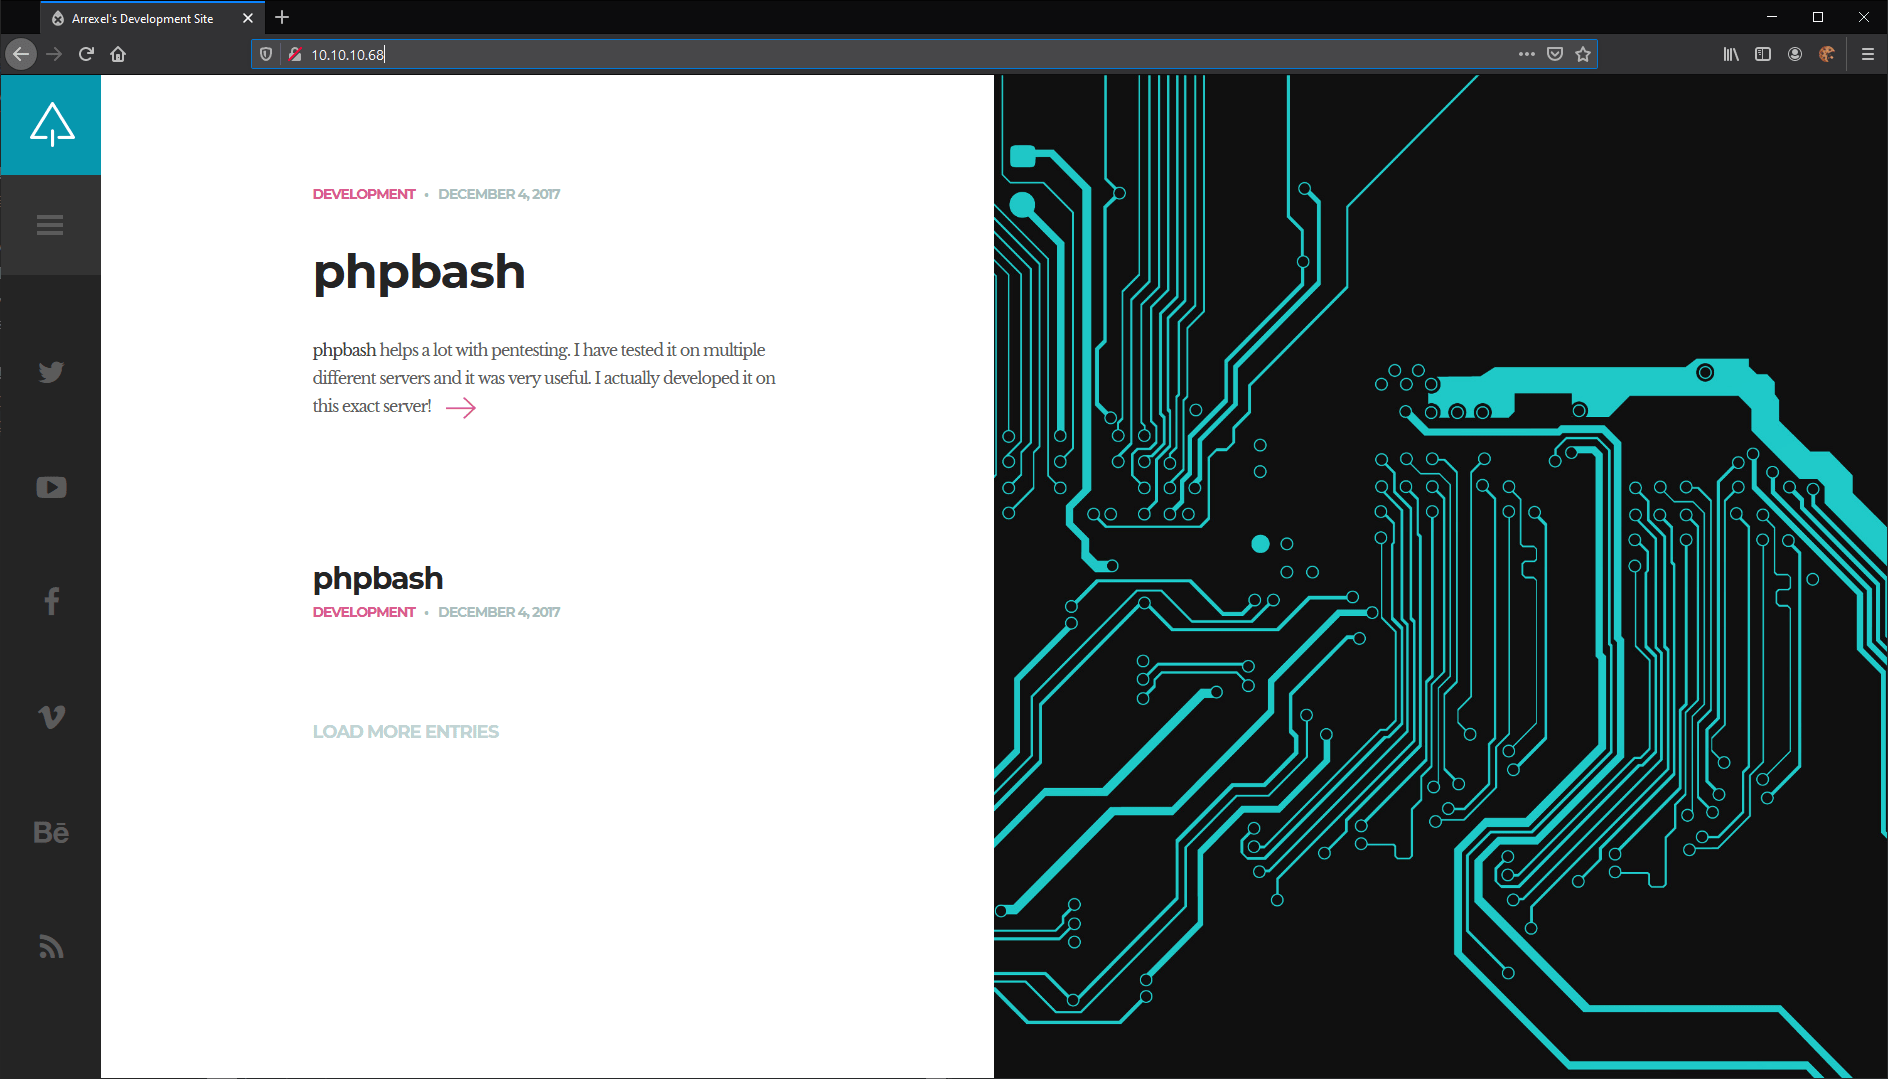 Arrexel's Development Site
10.10.10.68
DEVELOPMENT • DECEMBER 4, 2017
phpbash
phpbash helps a lot with pentesting. I have tested it on multiple
different servers and it was very useful. I actually developed it on
this exact server!
phpbash
DEVELOPMENT • DECEMBER 4, 2017
LOAD MORE ENTRIES
Bē